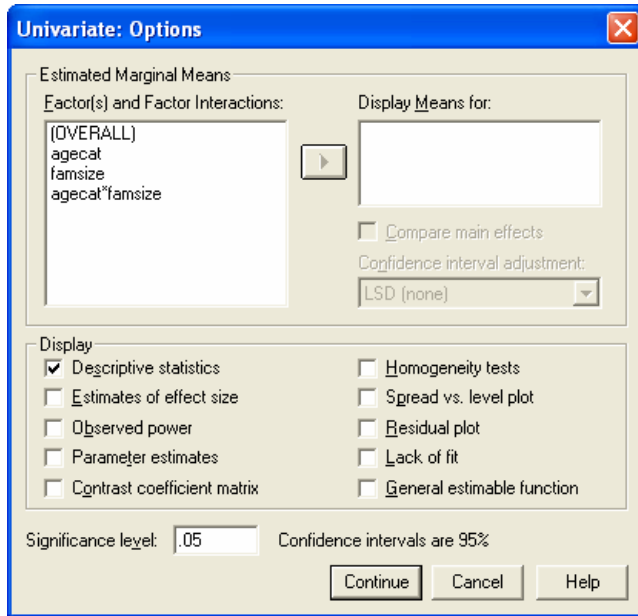 Univariate: Options
Estimated Marginal Means
Factor(s) and Factor Interactions:
(OVERALL)
agecat
famsize
agecat*famsize
Display Means for:
Compare main effects
Confidence interval adjustment:
LSD (none)
Display
Descriptive statistics
Estimates of effect size
Observed power
Parameter estimates
Contrast coefficient matrix
Homogeneity tests
Spread vs. level plot
Residual plot
Lack of fit
General estimable function
Significance level: .05 Confidence intervals are 95%
Continue Cancel Help